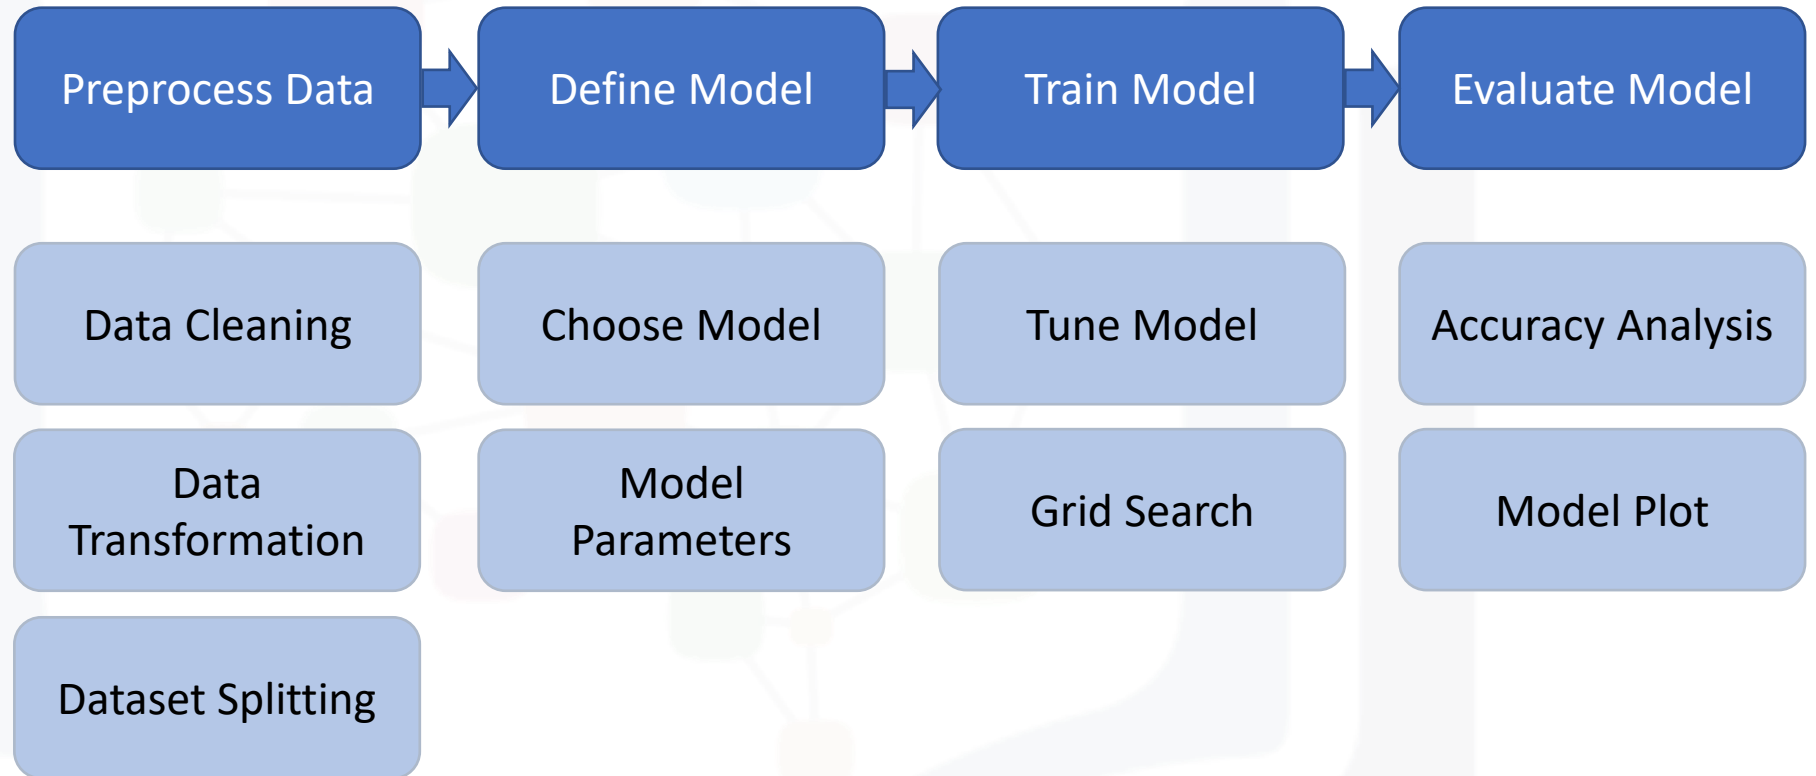 Preprocess Data
Define Model
Train Model
Evaluate Model
Data Cleaning
Choose Model
Tune Model
Accuracy Analysis
Data
Transformation
Model
Parameters
Grid Search
Model Plot
Dataset Splitting